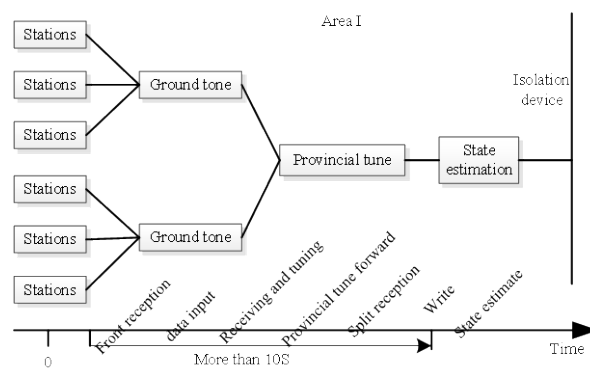 Area I
Stations
Stations
Stations
Stations
Stations
Stations
Ground tone
Ground tone
Provincial tune
State
estimation
Isolation
device
Front reception
data input
Receiving and tuning
Provincial tune forward
Split reception
Write
State estimate
0
More than 10S
Time